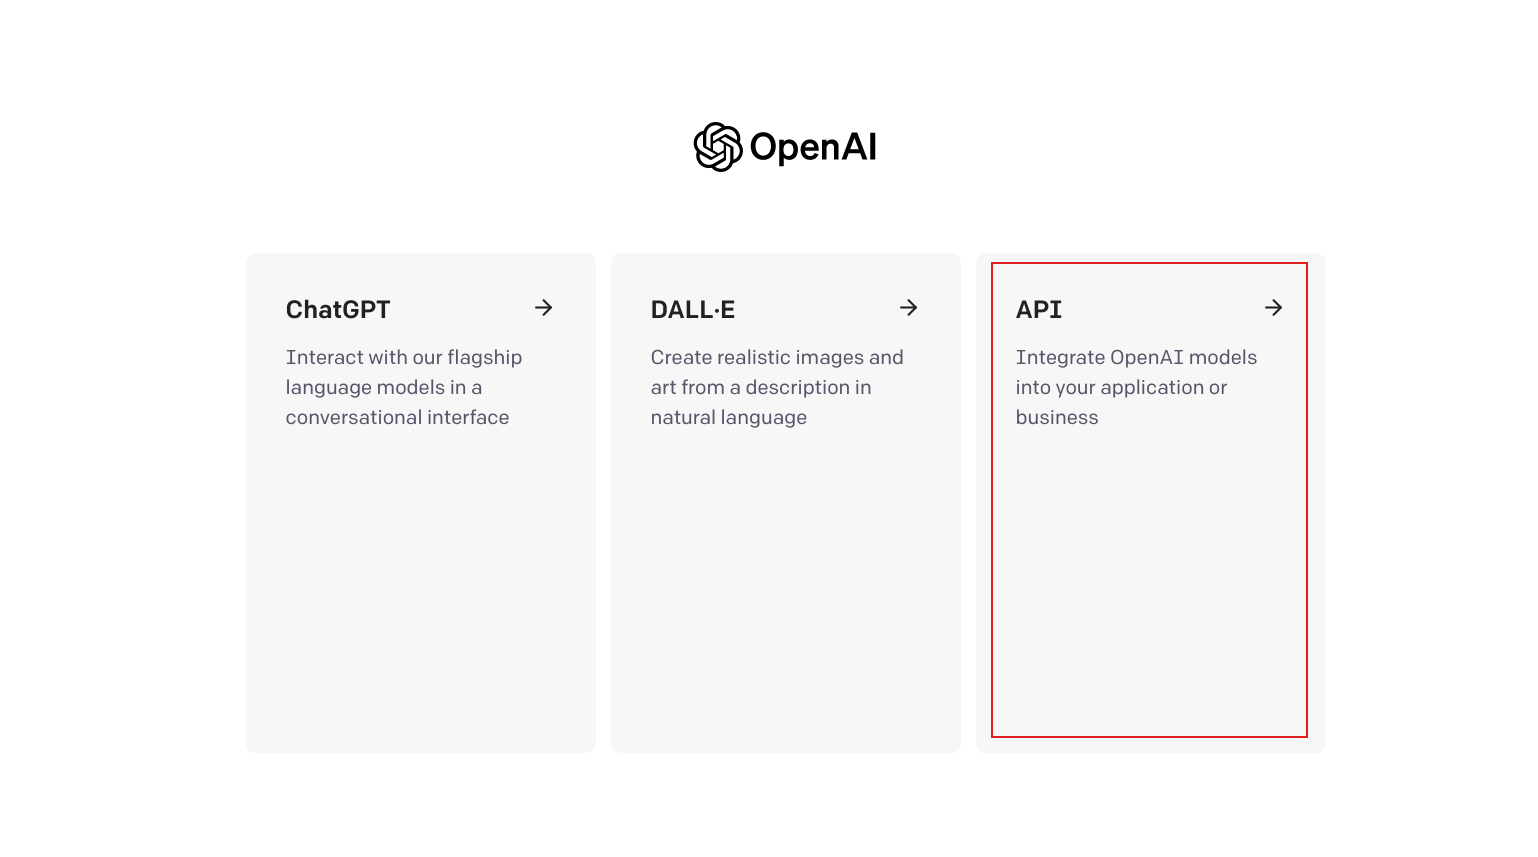 OpenAI
ChatGPT
Interact with our flagship
language models in a
conversational interface
DALL·E
Create realistic images and
art from a description in
natural language
API
Integrate OpenAI models
into your application or
business